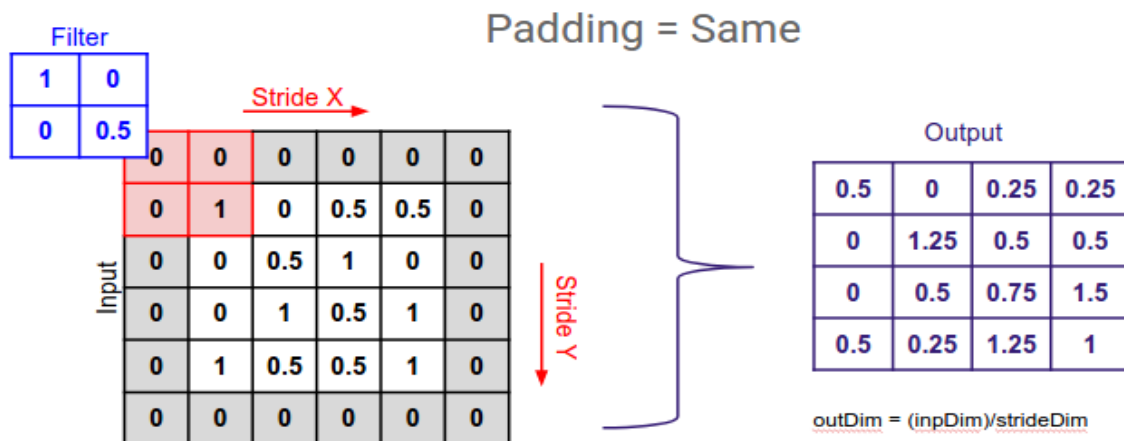 Padding = Same
Filter
1 0
0 0.5
Stride X
Input
0 0 0 0 0 0
0 1 0 0.5 0.5 0
0 0 0.5 1 0 0
0 0 1 0.5 1 0
0 1 0.5 0.5 1 0
0 0 0 0 0 0
Stride Y
Output
0.5 0 0.25 0.25
0 1.25 0.5 0.5
0 0.5 0.75 1.5
0.5 0.25 1.25 1
outDim = (inpDim)/strideDim